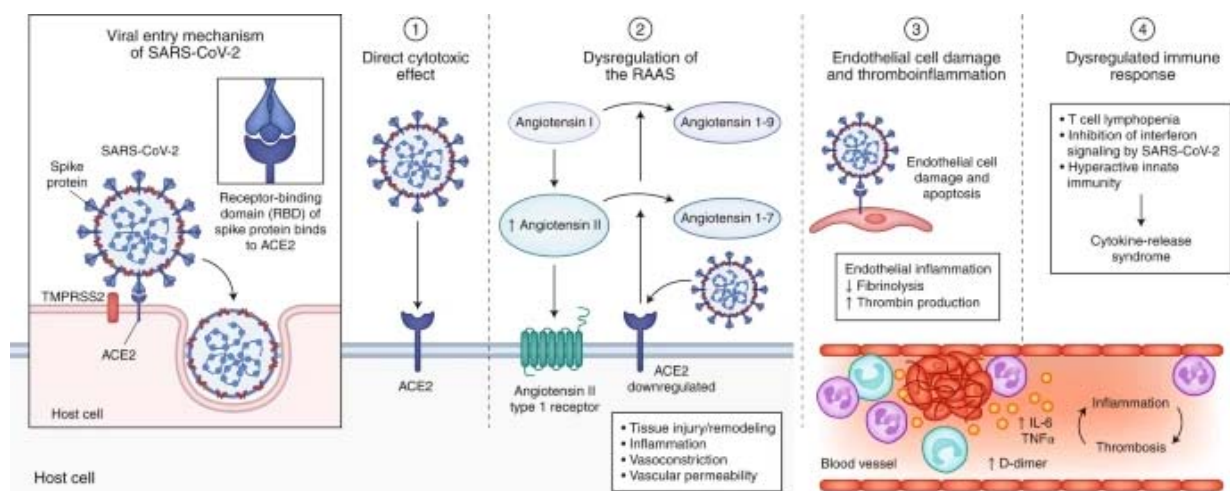 Viral entry mechanism
of SARS-CoV-2
SARS-CoV-2
Spike
protein
Receptor-binding
domain (RBD) of
spike protein binds
to ACE2
TMPRSS2
ACE2
Host cell
Host cell
1
Direct cytotoxic
effect
ACE2
2
Dysregulation of
the RAAS
Angiotensin I
Angiotensin 1-9
↑ Angiotensin II
Angiotensin 1-7
Angiotensin II
type 1 receptor
ACE2
downregulated
• Tissue injury/remodeling
• Inflammation
• Vasoconstriction
• Vascular permeability
3
Endothelial cell damage
and thromboinflammation
Endothelial cell
damage and
apoptosis
Endothelial inflammation
↓ Fibrinolysis
↑ Thrombin production
4
Dysregulated immune
response
• T cell lymphopenia
• Inhibition of interferon
signaling by SARS-CoV-2
• Hyperactive innate
immunity
Cytokine-release
syndrome
↑ IL-6
TNFα
↑ D-dimer
Blood vessel
Inflammation
Thrombosis